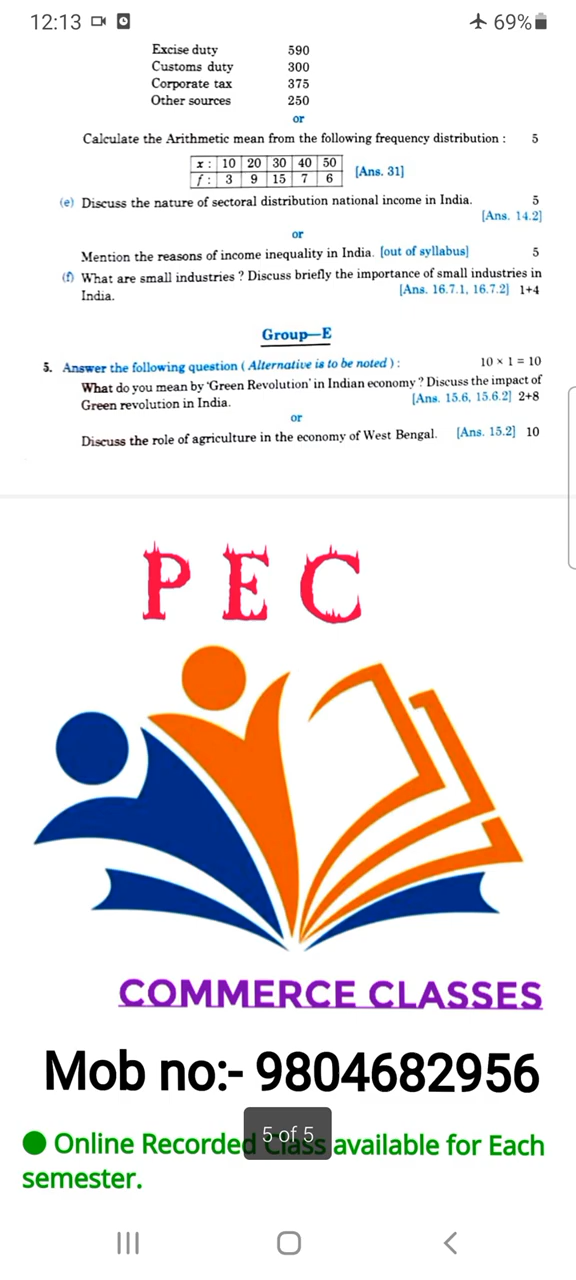 12:13 69%
Excise duty 590
Customs duty 300
Corporate tax 375
Other sources 250
or
Calculate the Arithmetic mean from the following frequency distribution : 5
x : 10 20 30 40 50
f : 3 9 15 7 6 [Ans. 31]
(e) Discuss the nature of sectoral distribution national income in India. 5
[Ans. 14.2]
or
Mention the reasons of income inequality in India. [out of syllabus] 5
(f) What are small industries ? Discuss briefly the importance of small industries in
India. [Ans. 16.7.1, 16.7.2] 1+4
Group—E
5. Answer the following question ( Alternative is to be noted ) : 10 × 1 = 10
What do you mean by 'Green Revolution' in Indian economy ? Discuss the impact of
Green revolution in India. [Ans. 15.6, 15.6.2] 2+8
or
Discuss the role of agriculture in the economy of West Bengal. [Ans. 15.2] 10
PEC
COMMERCE CLASSES
Mob no:- 9804682956
5 of 5
Online Recorded Class available for Each
semester.